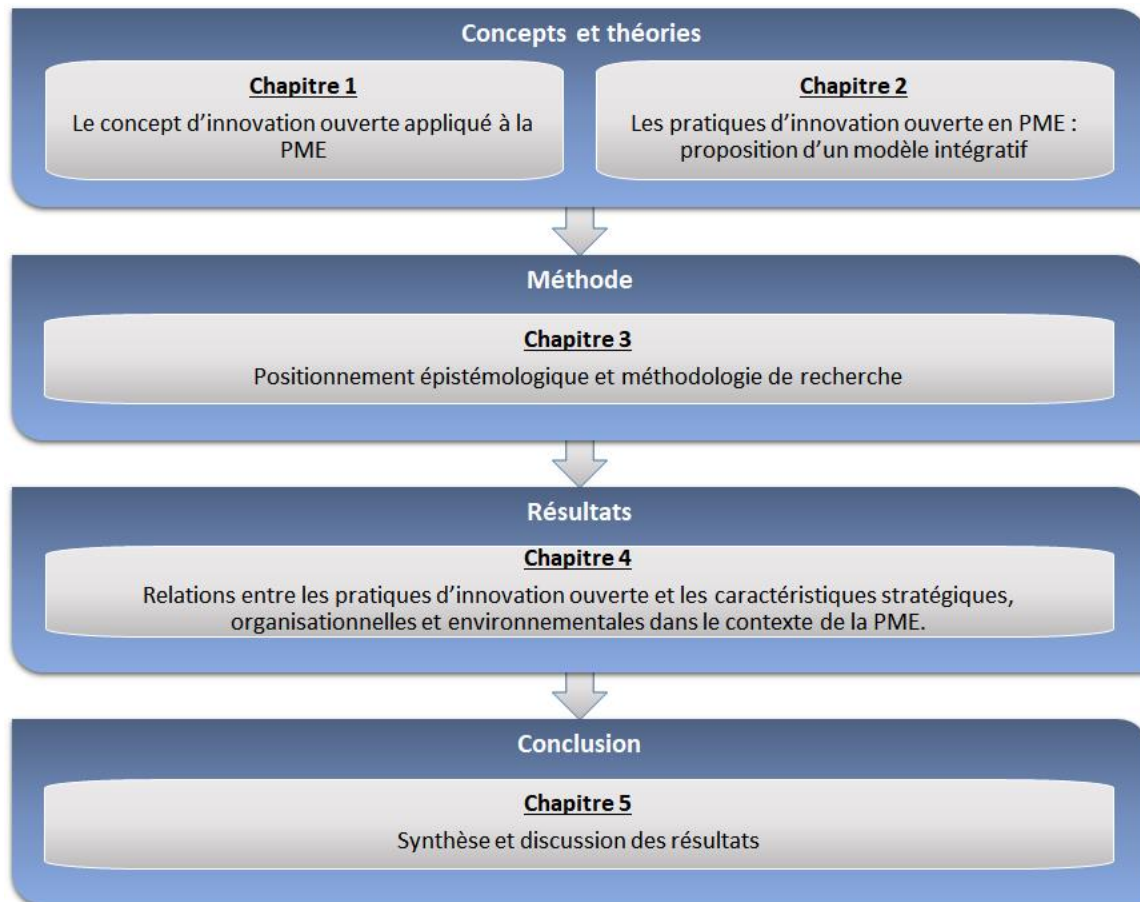 Concepts et théories
Chapitre 1
Le concept d'innovation ouverte appliqué à la
PME
Chapitre 2
Les pratiques d'innovation ouverte en PME :
proposition d'un modèle intégratif
Méthode
Chapitre 3
Positionnement épistémologique et méthodologie de recherche
Résultats
Chapitre 4
Relations entre les pratiques d'innovation ouverte et les caractéristiques stratégiques,
organisationnelles et environnementales dans le contexte de la PME.
Conclusion
Chapitre 5
Synthèse et discussion des résultats